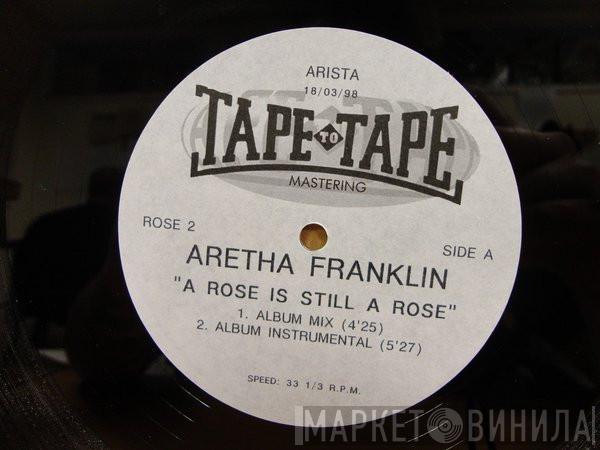 ARISTA
18/03/98
TAPE TO TAPE
MASTERING
ROSE 2
SIDE A
ARETHA FRANKLIN
"A ROSE IS STILL A ROSE"
1. ALBUM MIX (4'25)
2. ALBUM INSTRUMENTAL (5'27)
SPEED: 33 1/3 R.P.M.
МАРКЕТ ВИНИЛА